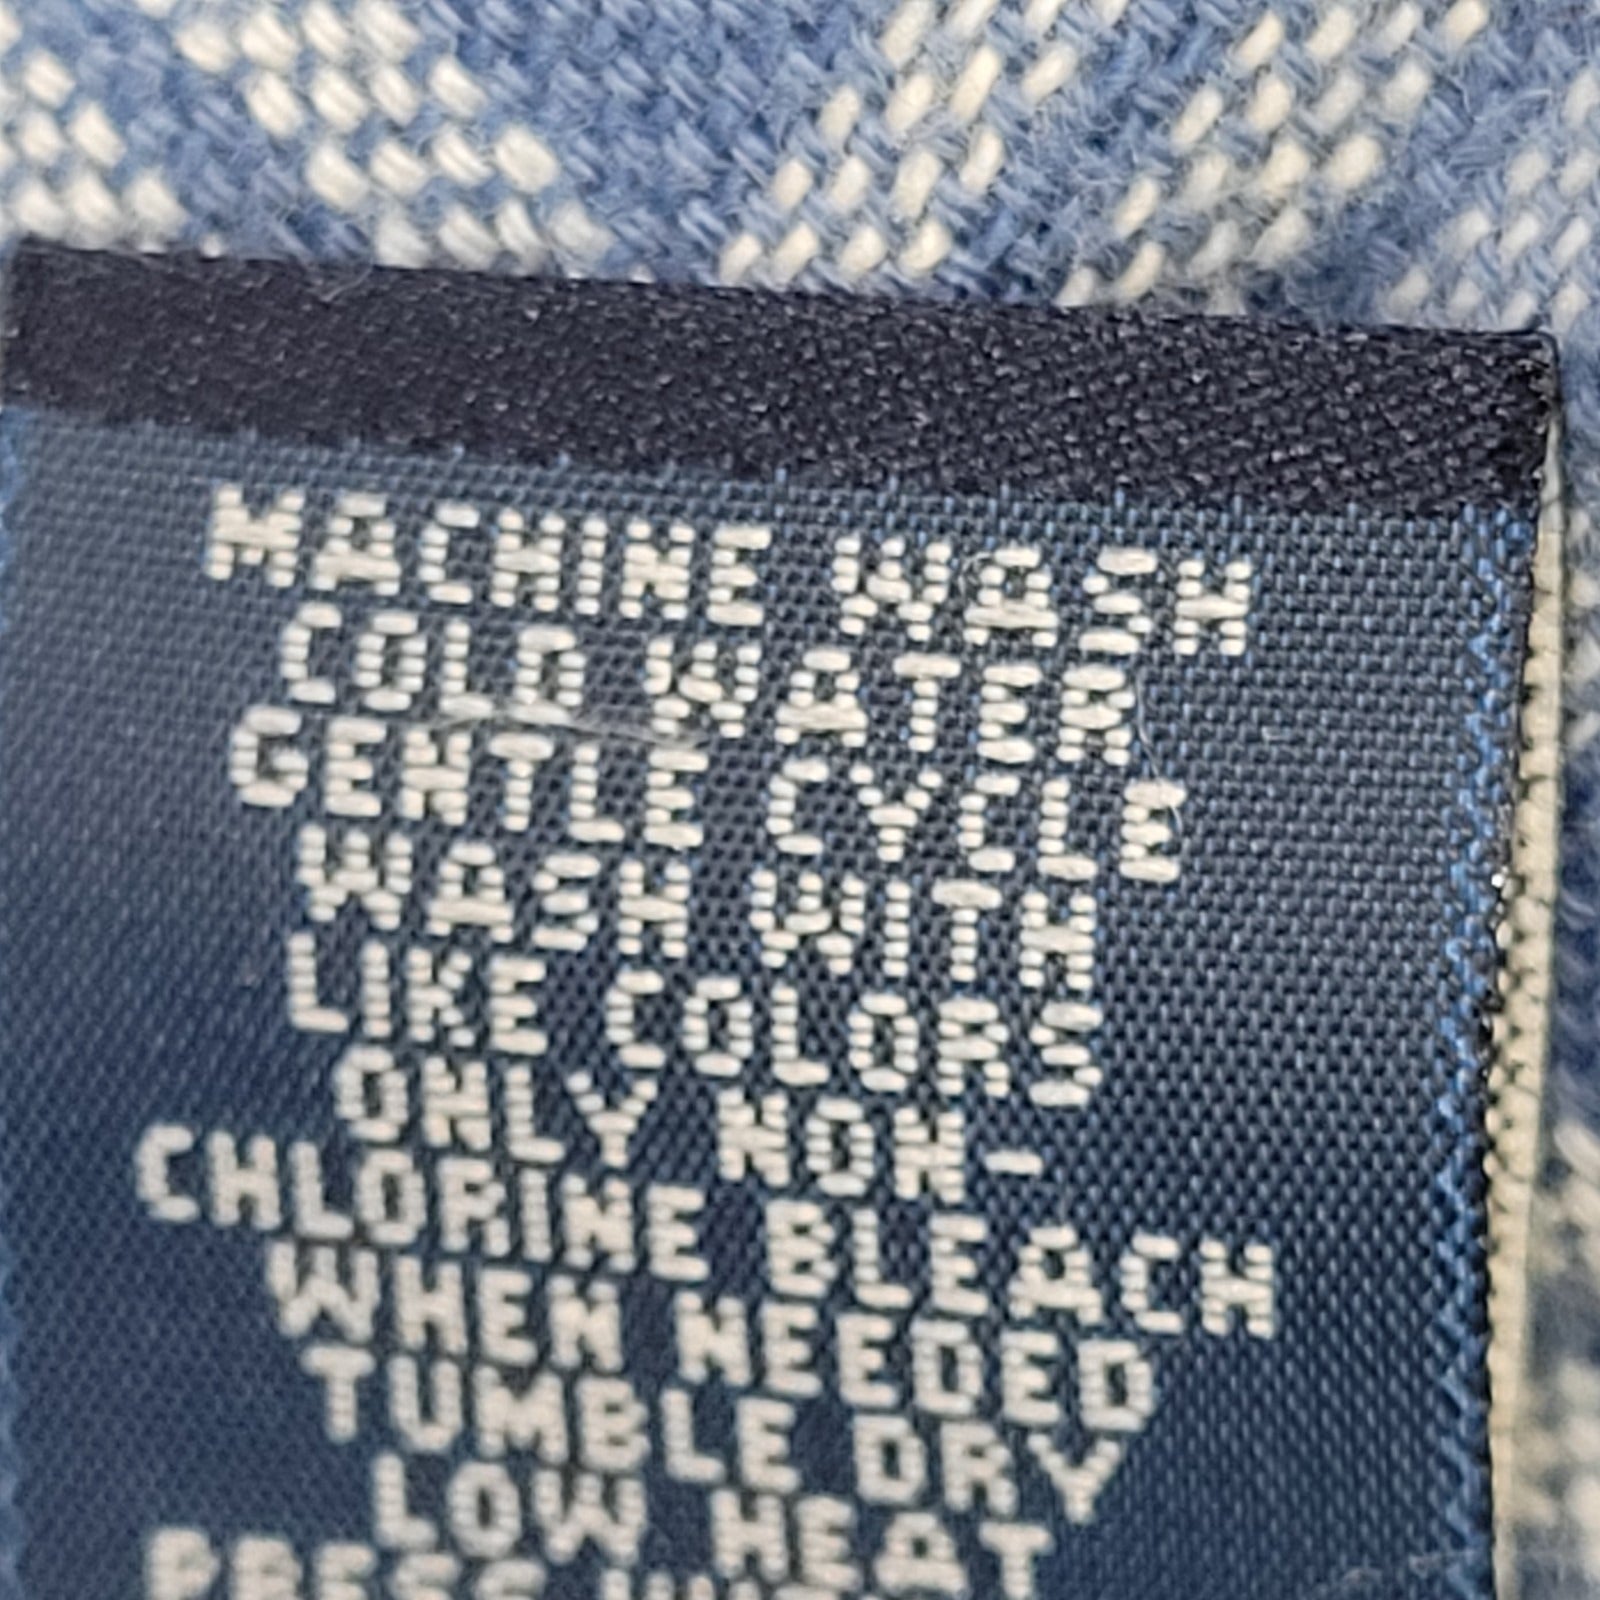 MACHINE WASH
COLD WATER
GENTLE CYCLE
WASH WITH
LIKE COLORS
ONLY NON-
CHLORINE BLEACH
WHEN NEEDED
TUMBLE DRY
LOW HEAT
PRESS